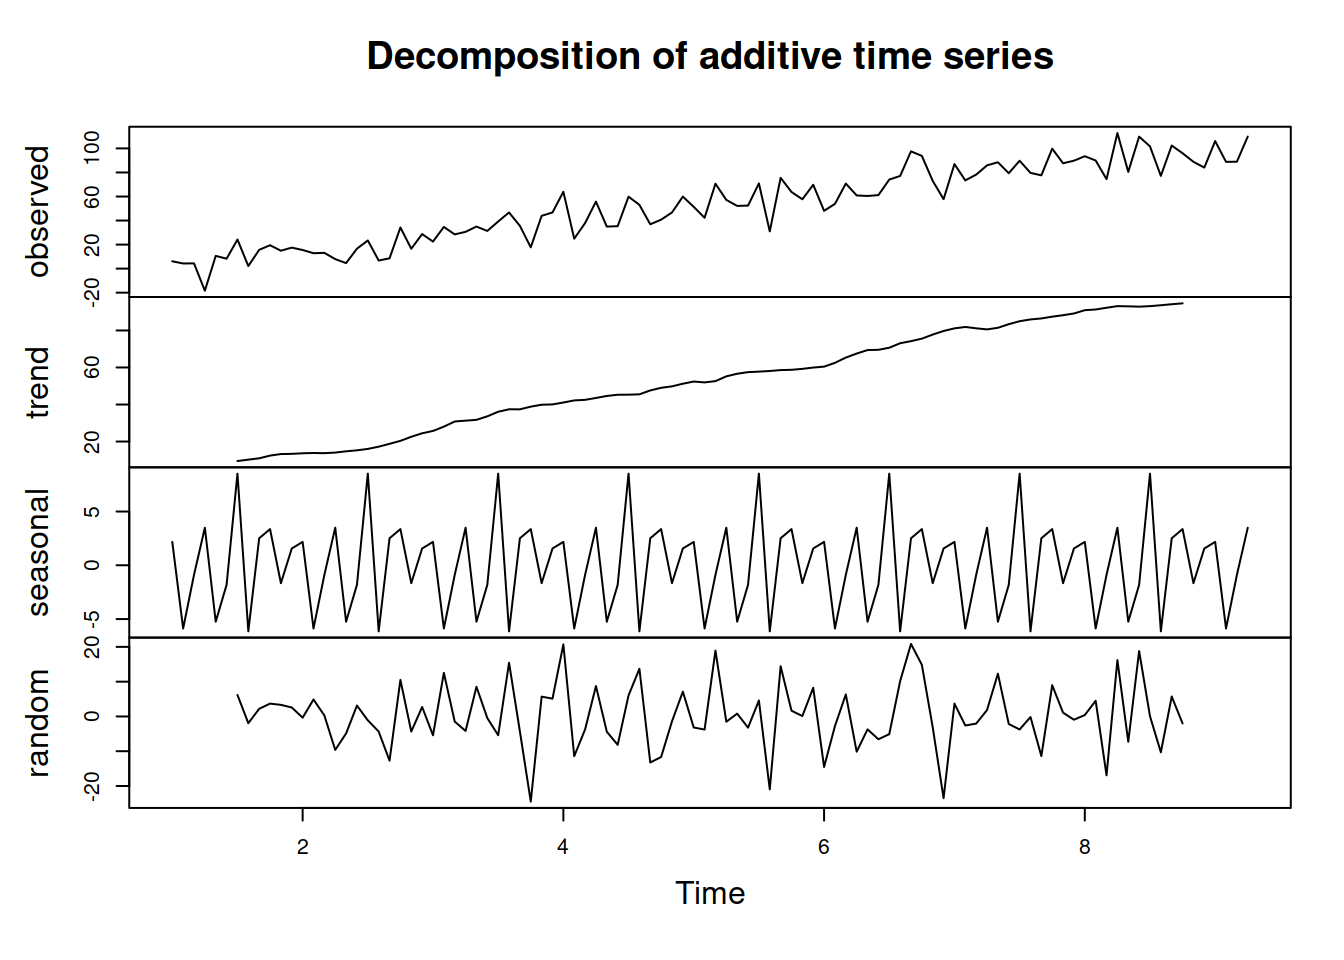 Decomposition of additive time series
observed
-20 20 60 100
trend
20 60
seasonal
-5 0 5
random
-20 0 20
2 4 6 8
Time